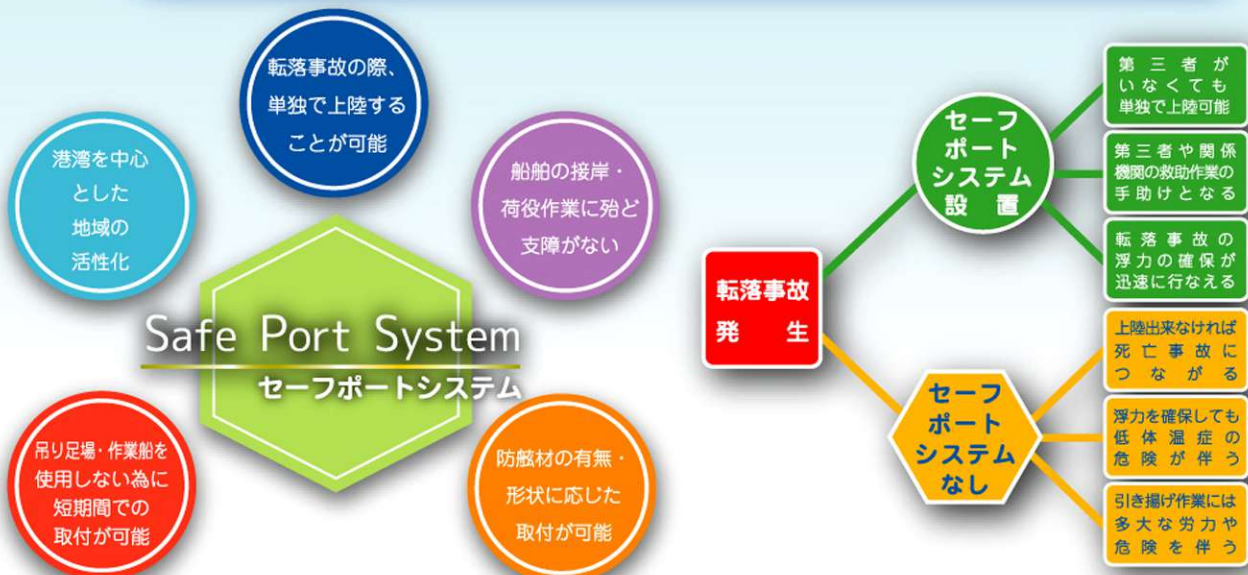 転落事故の際、
単独で上陸する
ことが可能
港湾を中心
とした
地域の
活性化
船舶の接岸・
荷役作業に殆ど
支障がない
Safe Port System
セーフポートシステム
吊り足場・作業船を
使用しない為に
短期間での
取付が可能
防舷材の有無・
形状に応じた
取付が可能
転落事故
発生
セーフ
ポート
システム
設置
第三者が
いなくても
単独で上陸可能
第三者や関係
機関の救助作業の
手助けとなる
転落事故の
浮力の確保が
迅速に行なえる
セーフ
ポート
システム
なし
上陸出来なければ
死亡事故に
つながる
浮力を確保しても
低体温症の
危険が伴う
引き揚げ作業には
多大な労力や
危険を伴う